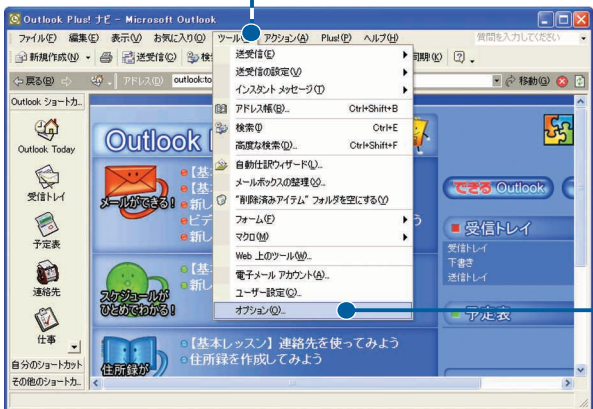 Outlook Plus! ナビ - Microsoft Outlook
ファイル(F) 編集(E) 表示(V) お気に入り(O) ツール アクション(A) Plus!(P) ヘルプ(H) 質問を入力してください
新規作成(N) 送受信(C) 検 同期(K)
戻る(B) アドレス(D) outlook:to 移動(G)
Outlook ショートカ...
Outlook Today
受信トレイ
予定表
連絡先
仕事
自分のショートカット
その他のショートカ...
送受信(E)
送受信の設定(V)
インスタント メッセージ(T)
アドレス帳(B)... Ctrl+Shift+B
検索(I) Ctrl+E
高度な検索(D)... Ctrl+Shift+F
自動仕訳ウィザード(L)...
メールボックスの整理(X)...
"削除済みアイテム" フォルダを空にする(Y)
フォーム(F)
マクロ(M)
Web 上のツール(W)...
電子メール アカウント(A)...
ユーザー設定(C)...
オプション(O)...
Outlook
メールができる!
【基
【基
新し
ビデ
新し
スケジュールが
ひとめでわかる!
【基
新し
住所録が
【基本レッスン】連絡先を使ってみよう
住所録を作成してみよう
できる Outlook
受信トレイ
受信トレイ
下書き
送信トレイ
予定表